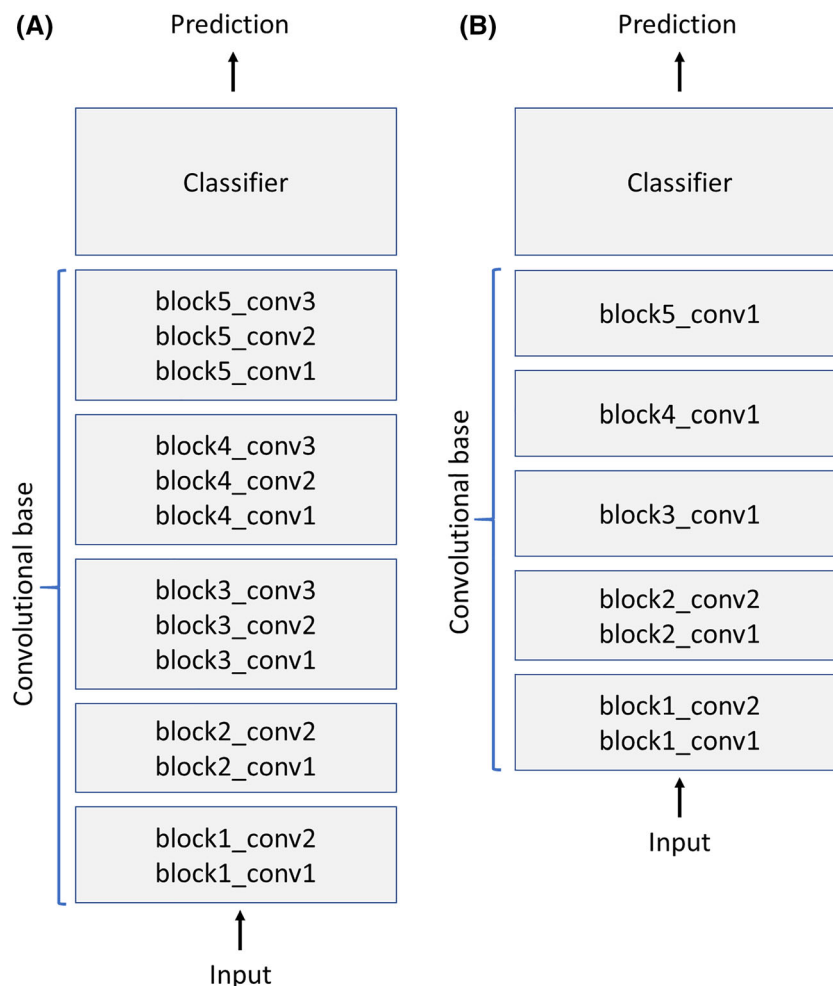 (A)
Prediction
Classifier
block5_conv3
block5_conv2
block5_conv1
block4_conv3
block4_conv2
block4_conv1
block3_conv3
block3_conv2
block3_conv1
block2_conv2
block2_conv1
block1_conv2
block1_conv1
Convolutional base
Input
(B)
Prediction
Classifier
block5_conv1
block4_conv1
block3_conv1
block2_conv2
block2_conv1
block1_conv2
block1_conv1
Convolutional base
Input